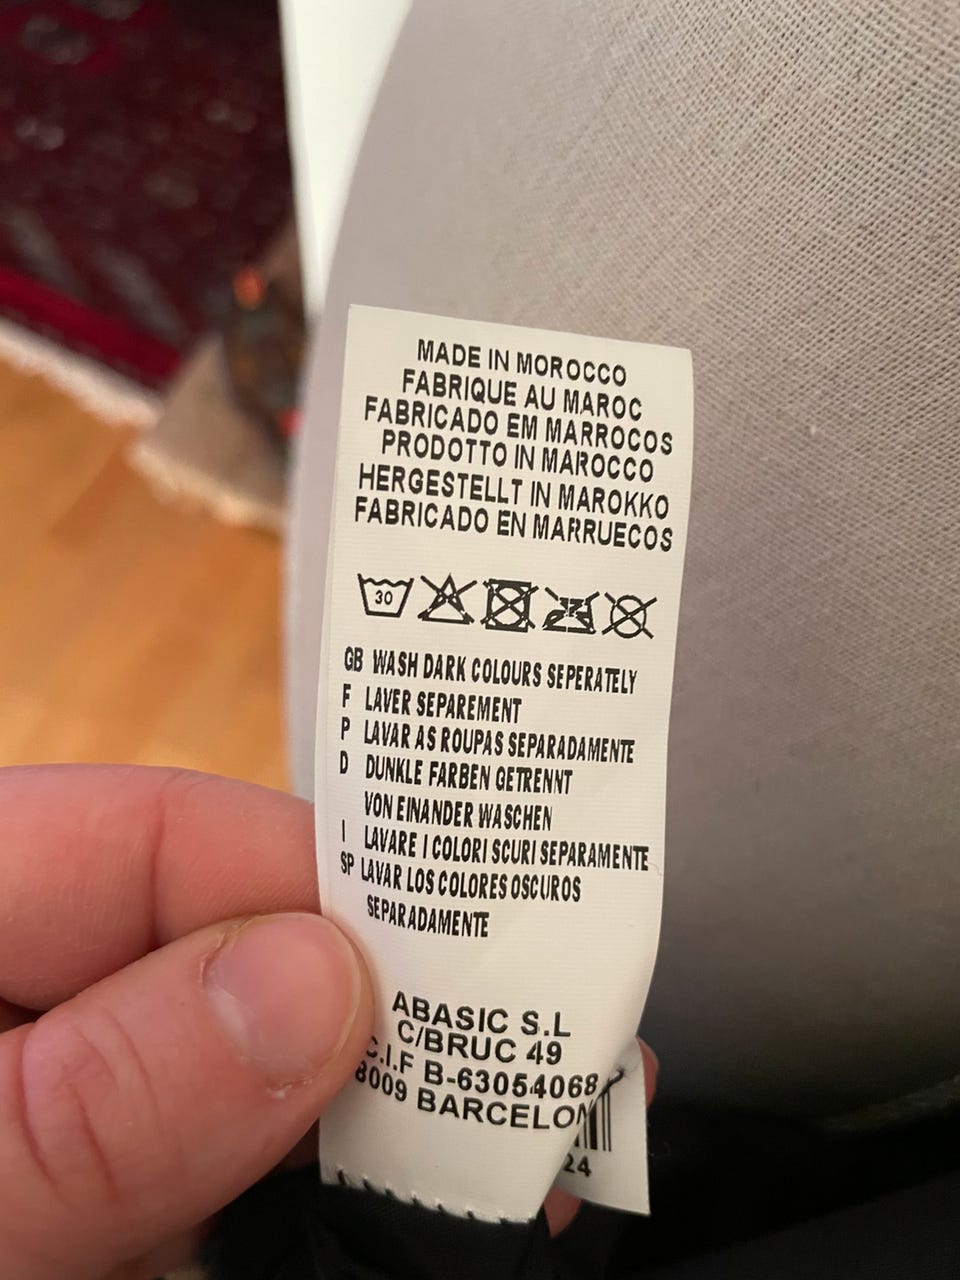 MADE IN MOROCCO
FABRIQUE AU MAROC
FABRICADO EM MARROCOS
PRODOTTO IN MAROCCO
HERGESTELLT IN MAROKKO
FABRICADO EN MARRUECOS
30
GB WASH DARK COLOURS SEPERATELY
F LAVER SEPAREMENT
P LAVAR AS ROUPAS SEPARADAMENTE
D DUNKLE FARBEN GETRENNT
VON EINANDER WASCHEN
I LAVARE I COLORI SCURI SEPARAMENTE
SP LAVAR LOS COLORES OSCUROS
SEPARADAMENTE
ABASIC S.L
C/BRUC 49
C.I.F B-63054068
8009 BARCELON
24